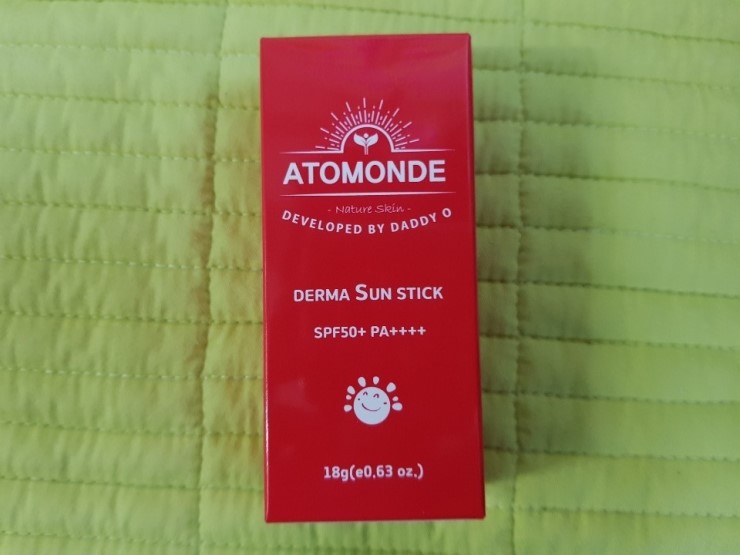 ATOMONDE
- Nature Skin -
DEVELOPED BY DADDY O
DERMA SUN STICK
SPF50+ PA++++
18g(e0.63 oz.)